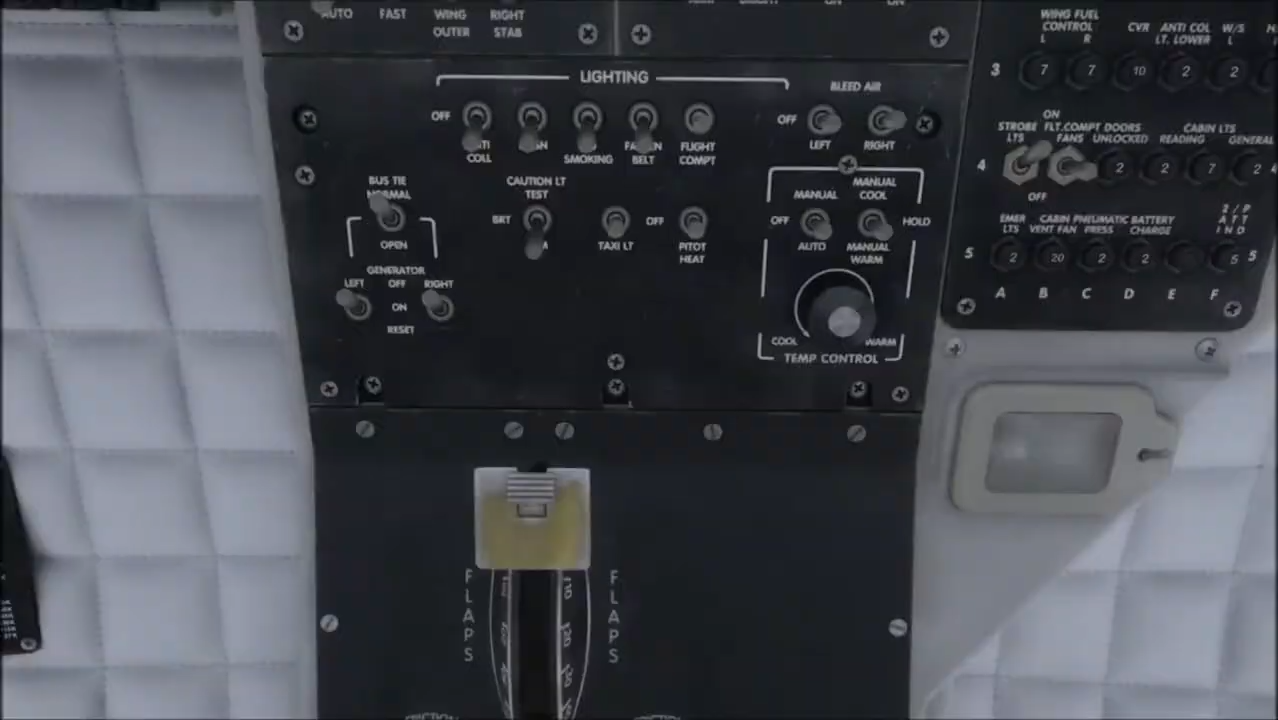 AUTO FAST WING OUTER RIGHT STAB
LIGHTING
OFF
COLL
SMOKING
BELT
FLIGHT COMPT
BLEED AIR
OFF
LEFT RIGHT
BUS TIE
NORMAL
OPEN
CAUTION LT
TEST
BRT
TAXI LT
OFF
PITOT HEAT
MANUAL
MANUAL COOL
OFF
HOLD
AUTO
MANUAL WARM
GENERATOR
LEFT OFF RIGHT
ON
RESET
COOL WARM
TEMP CONTROL
WING FUEL CONTROL
L R
CVR
ANTI COL LT. LOWER
W/S L
3 7 7 10 2 2
ON
STROBE LTS
FLT.COMPT FANS
DOORS UNLOCKED
CABIN LTS
READING GENERAL
4 2 2 7 2 4
OFF
EMER LTS
CABIN VENT FAN
PNEUMATIC PRESS
BATTERY CHARGE
2 / P
A T
T T
I N D
5 2 20 2 2 5 5
A B C D E F
FLAPS
FLAPS